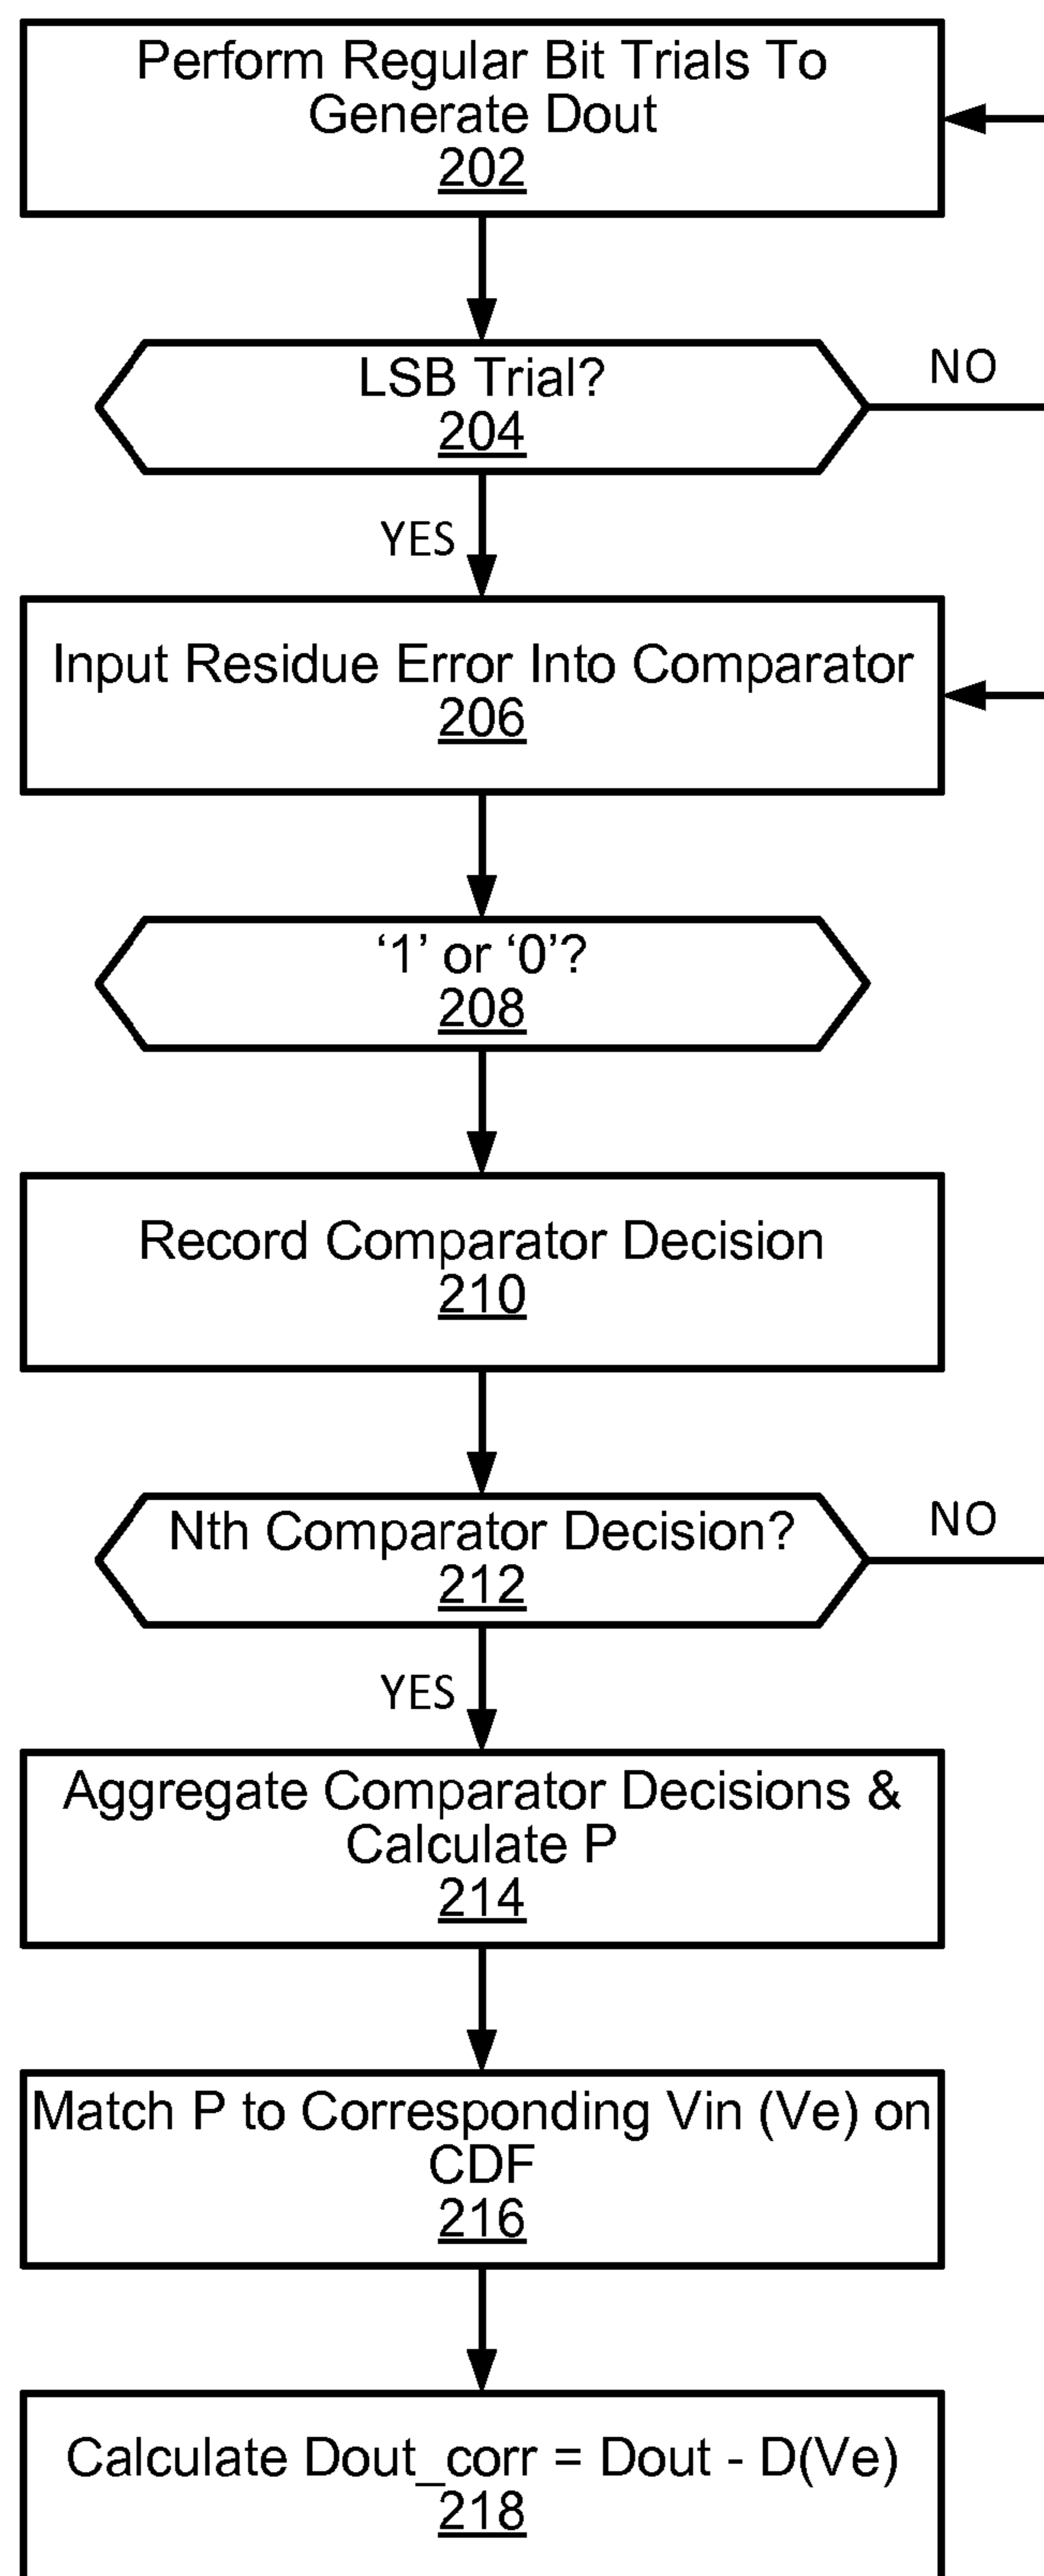 Perform Regular Bit Trials To
Generate Dout
202
LSB Trial?
204
NO
YES
Input Residue Error Into Comparator
206
‘1’ or ‘0’?
208
Record Comparator Decision
210
Nth Comparator Decision?
212
NO
YES
Aggregate Comparator Decisions &
Calculate P
214
Match P to Corresponding Vin (Ve) on
CDF
216
Calculate Dout_corr = Dout - D(Ve)
218